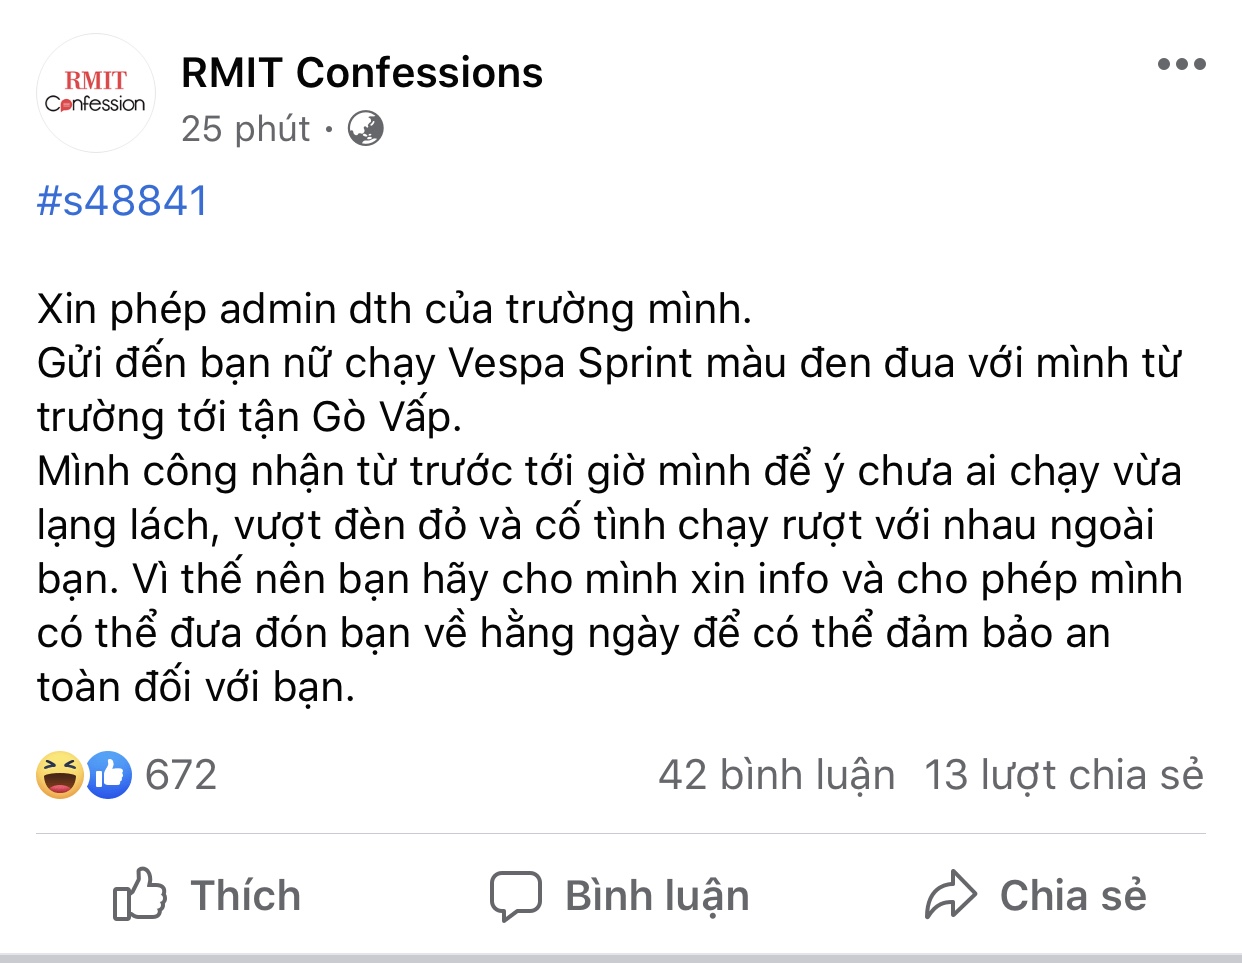 RMIT
Confession
RMIT Confessions
25 phút ·
#s48841
Xin phép admin dth của trường mình.
Gửi đến bạn nữ chạy Vespa Sprint màu đen đua với mình từ
trường tới tận Gò Vấp.
Mình công nhận từ trước tới giờ mình để ý chưa ai chạy vừa
lạng lách, vượt đèn đỏ và cố tình chạy rượt với nhau ngoài
bạn. Vì thế nên bạn hãy cho mình xin info và cho phép mình
có thể đưa đón bạn về hằng ngày để có thể đảm bảo an
toàn đối với bạn.
672 42 bình luận 13 lượt chia sẻ
Thích Bình luận Chia sẻ